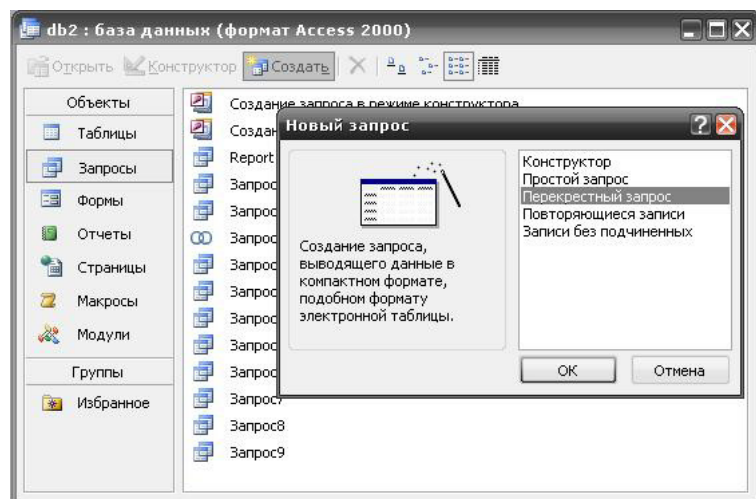 db2 : база данных (формат Access 2000)
Открыть Конструктор Создать
Объекты
Таблицы
Запросы
Формы
Отчеты
Страницы
Макросы
Модули
Группы
Избранное
Создание запроса в режиме конструктора
Создан
Report
Запрос
Запрос
Запрос
Запрос
Запрос
Запрос
Запрос
Запрос
Запрос7
Запрос8
Запрос9
Новый запрос
Создание запроса,
выводящего данные в
компактном формате,
подобном формату
электронной таблицы.
Конструктор
Простой запрос
Перекрестный запрос
Повторяющиеся записи
Записи без подчиненных
ОК Отмена